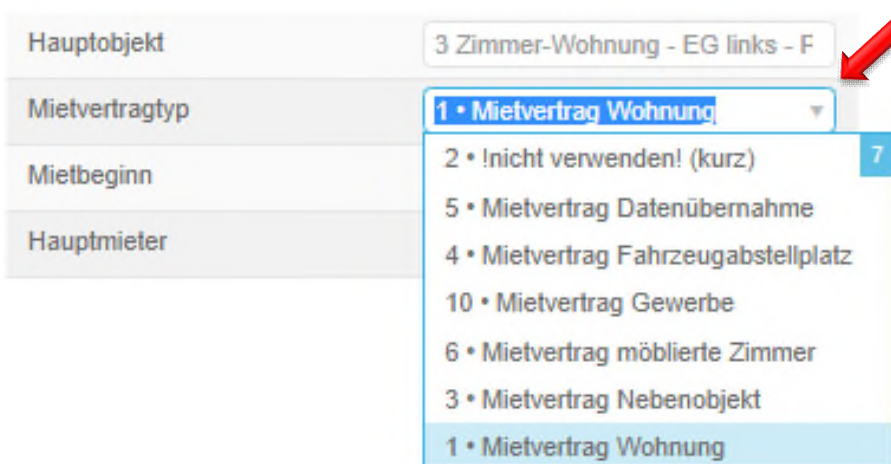 Hauptobjekt 3 Zimmer-Wohnung - EG links - F
Mietvertragtyp 1 • Mietvertrag Wohnung
2 • !nicht verwenden! (kurz) 7
Mietbeginn
5 • Mietvertrag Datenübernahme
Hauptmieter
4 • Mietvertrag Fahrzeugabstellplatz
10 • Mietvertrag Gewerbe
6 • Mietvertrag möblierte Zimmer
3 • Mietvertrag Nebenobjekt
1 • Mietvertrag Wohnung